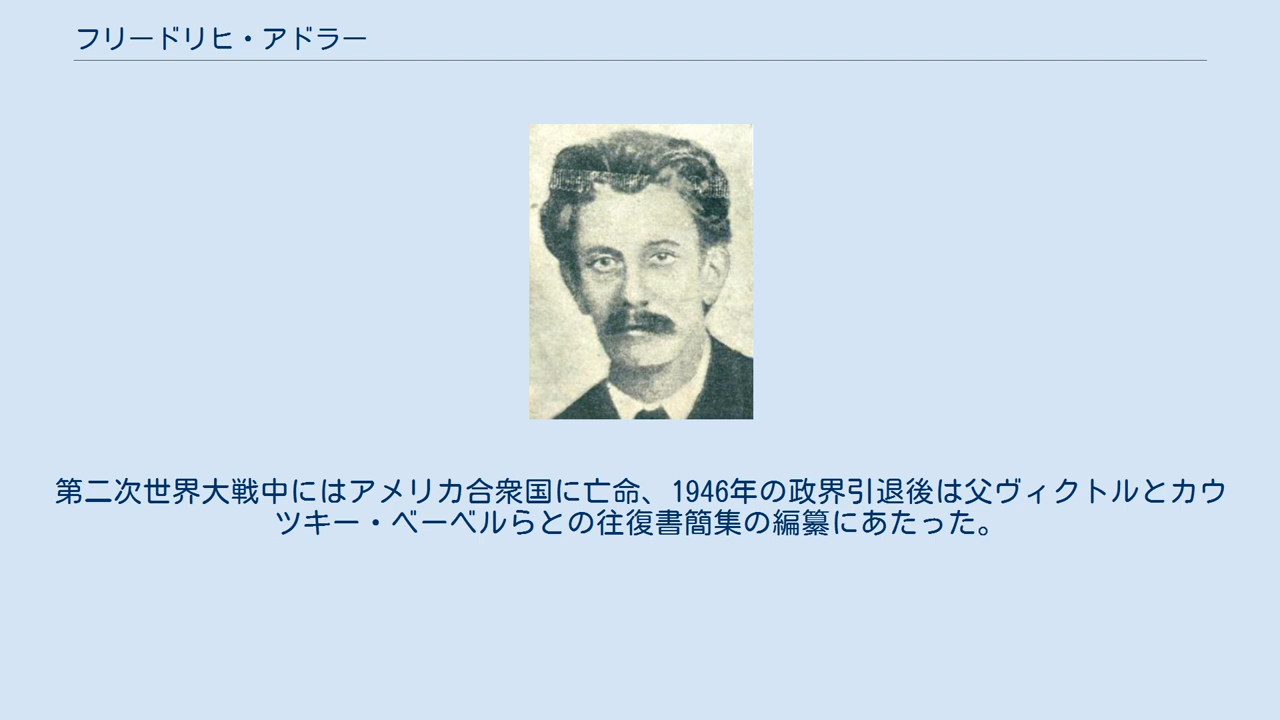 フリードリヒ・アドラー
第二次世界大戦中にはアメリカ合衆国に亡命、1946年の政界引退後は父ヴィクトルとカウ
ツキー・ベーベルらとの往復書簡集の編纂にあたった。